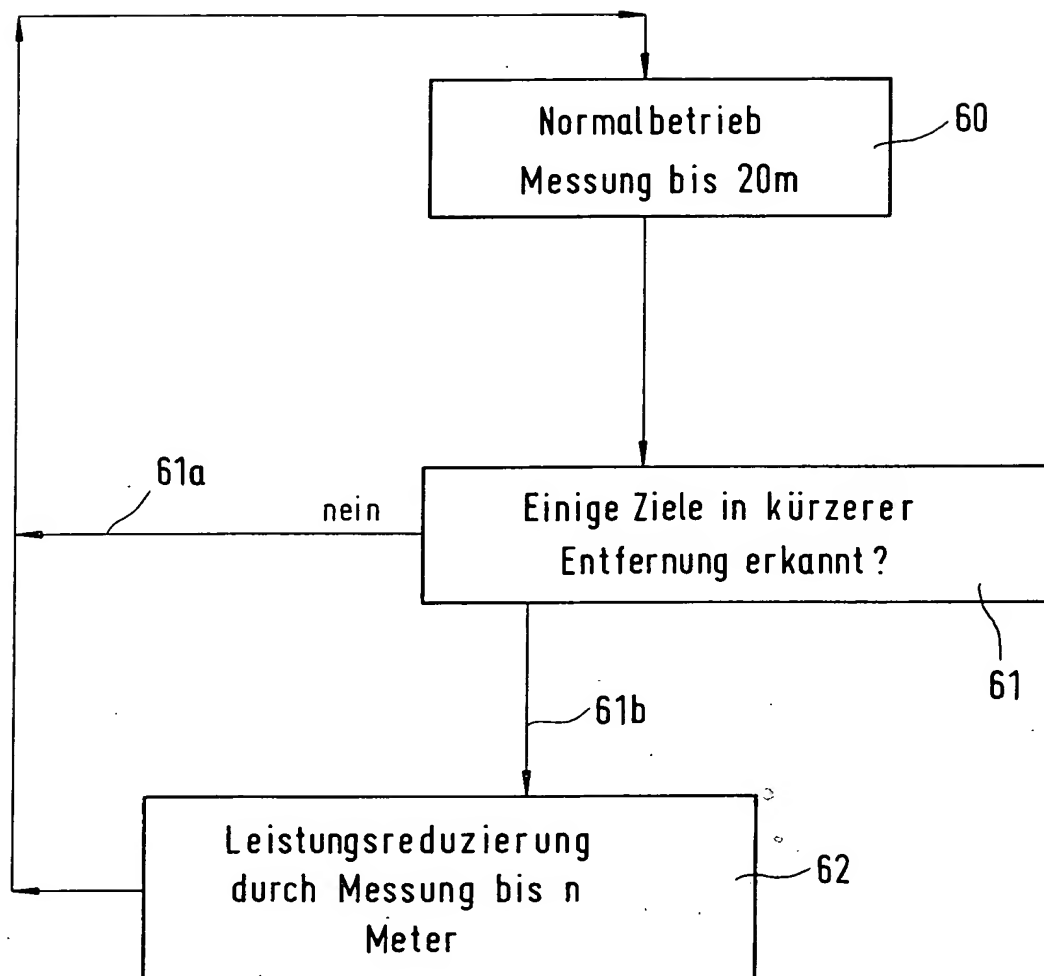 Normalbetrieb
Messung bis 20m
60
61a
nein
Einige Ziele in kürzerer
Entfernung erkannt?
61
61b
Leistungsreduzierung
durch Messung bis n
Meter
62